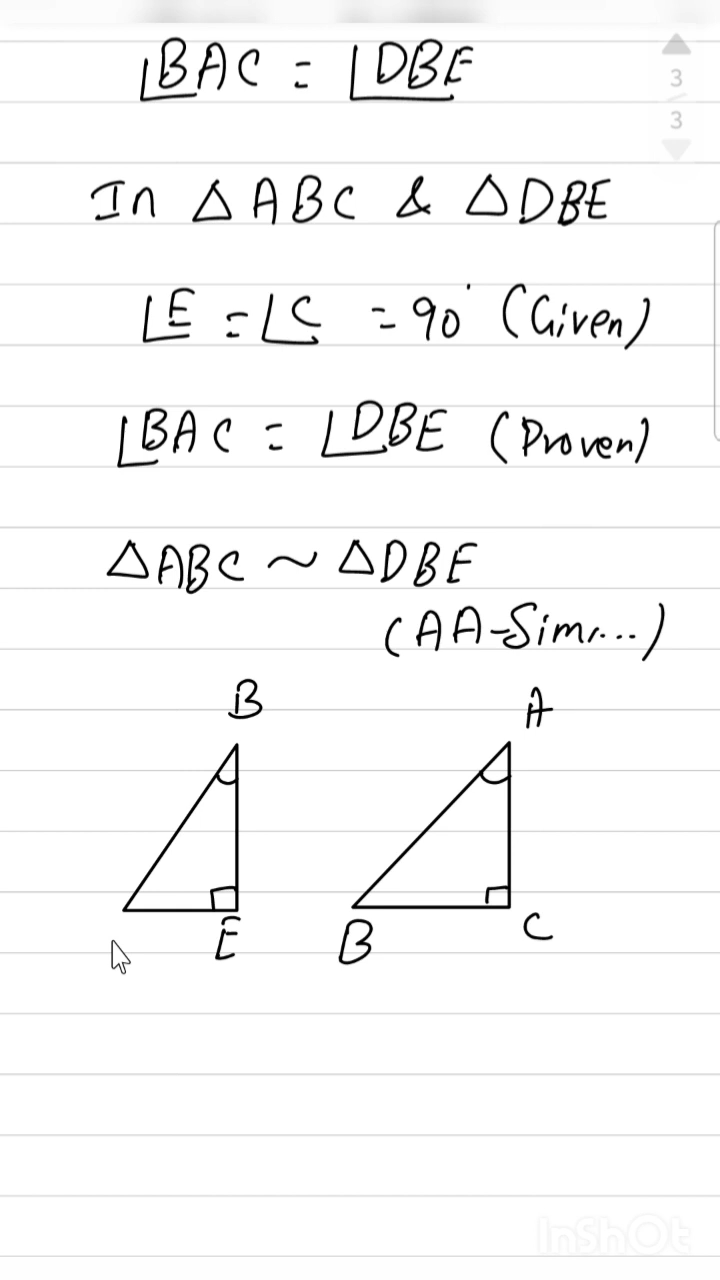 ∠BAC = ∠DBE
3
3
In △ABC & △DBE
∠E = ∠C = 90° (Given)
∠BAC = ∠DBE (Proven)
△ABC ~ △DBE
(AA-Sim....)
B
A
E
B
C
InShOt